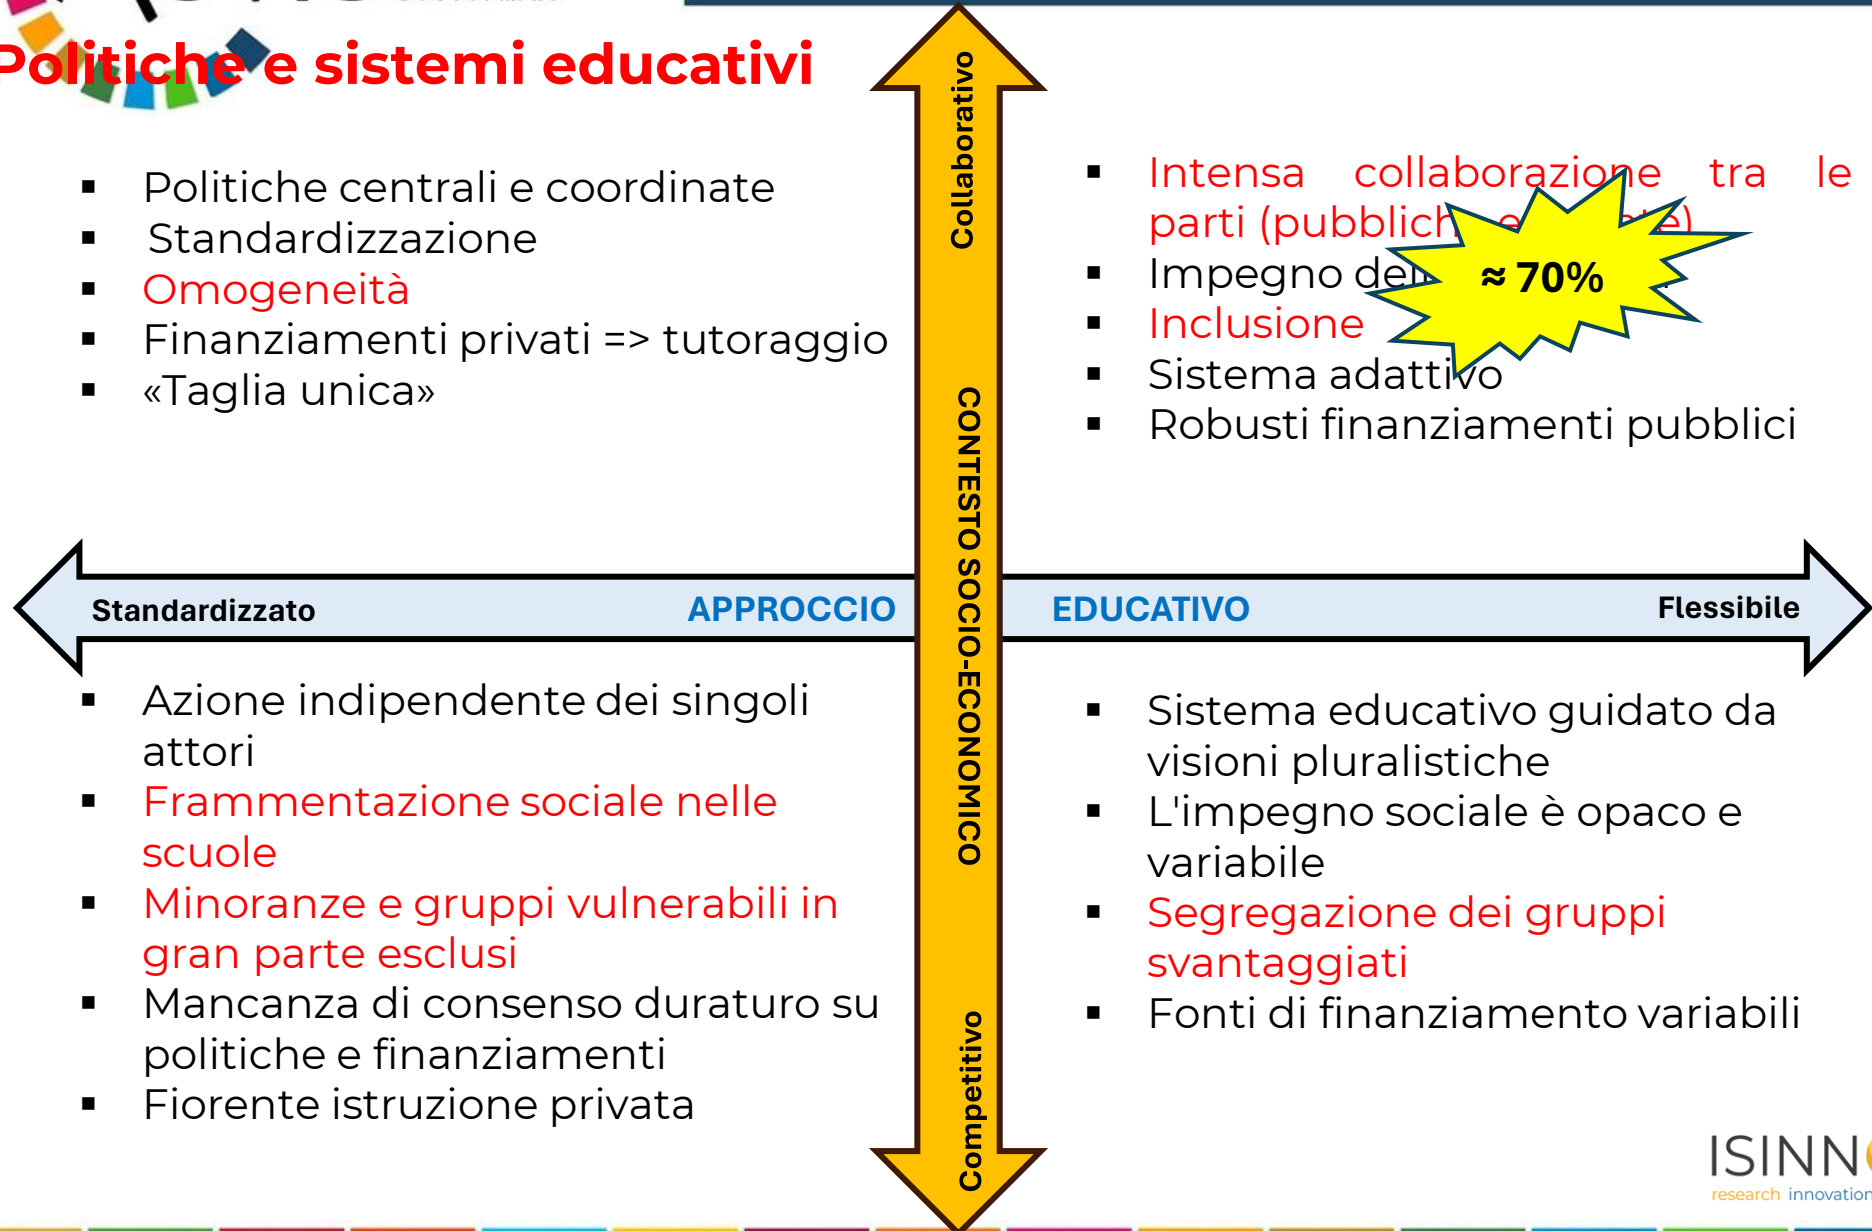 Politiche e sistemi educativi
Collaborativo
Politiche centrali e coordinate
Standardizzazione
Omogeneità
Finanziamenti privati => tutoraggio
«Taglia unica»
Intensa collaborazione tra le
parti
Impegno
Inclusione
Sistema adattivo
Robusti finanziamenti pubblici
≈ 70%
CONTESTO SOCIO-ECONOMICO
Standardizzato
APPROCCIO
EDUCATIVO
Flessibile
Azione indipendente dei singoli
attori
Frammentazione sociale nelle
scuole
Minoranze e gruppi vulnerabili in
gran parte esclusi
Mancanza di consenso duraturo su
politiche e finanziamenti
Fiorente istruzione privata
Sistema educativo guidato da
visioni pluralistiche
L'impegno sociale è opaco e
variabile
Segregazione dei gruppi
svantaggiati
Fonti di finanziamento variabili
Competitivo
ISINN
research innovation